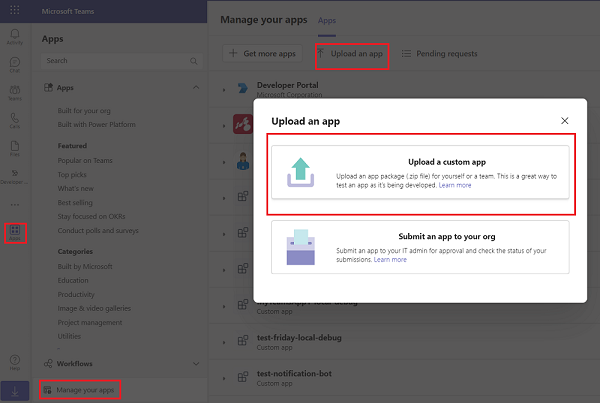 Microsoft Teams
Activity
Chat
Teams
Calls
Files
Developer ...
...
Apps
Help
Apps
Search
Apps
Built for your org
Built with Power Platform
Featured
Popular on Teams
Top picks
What's new
Best selling
Stay focused on OKRs
Conduct polls and surveys
Categories
Built by Microsoft
Education
Productivity
Image & video galleries
Project management
Utilities
Workflows
Manage your apps
Manage your apps
Apps
Get more apps
Upload an app
Pending requests
Developer Portal
Microsoft Corporation
Upload an app
Upload a custom app
Upload an app package (.zip file) for yourself or a team. This is a great way to
test an app as it's being developed. Learn more
Submit an app to your org
Submit an app to your IT admin for approval and check the status of your
submissions. Learn more
Custom app
test-friday-local-debug
Custom app
test-notification-bot
Custom app